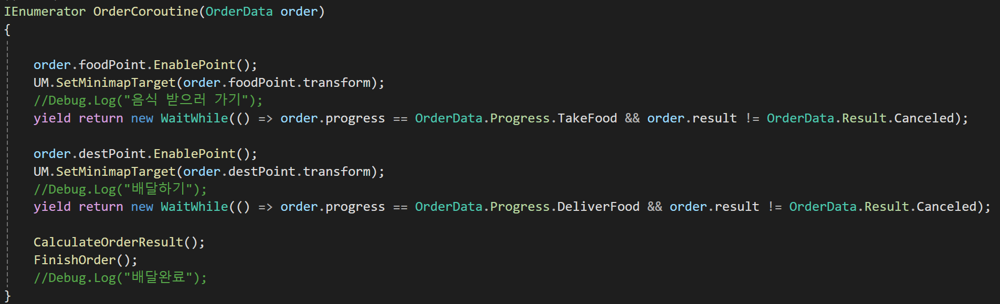 IEnumerator OrderCoroutine(OrderData order)
{
order.foodPoint.EnablePoint();
UM.SetMinimapTarget(order.foodPoint.transform);
//Debug.Log("음식 받으러 가기");
yield return new WaitWhile(() => order.progress == OrderData.Progress.TakeFood && order.result != OrderData.Result.Canceled);
order.destPoint.EnablePoint();
UM.SetMinimapTarget(order.destPoint.transform);
//Debug.Log("배달하기");
yield return new WaitWhile(() => order.progress == OrderData.Progress.DeliverFood && order.result != OrderData.Result.Canceled);
CalculateOrderResult();
FinishOrder();
//Debug.Log("배달완료");
}